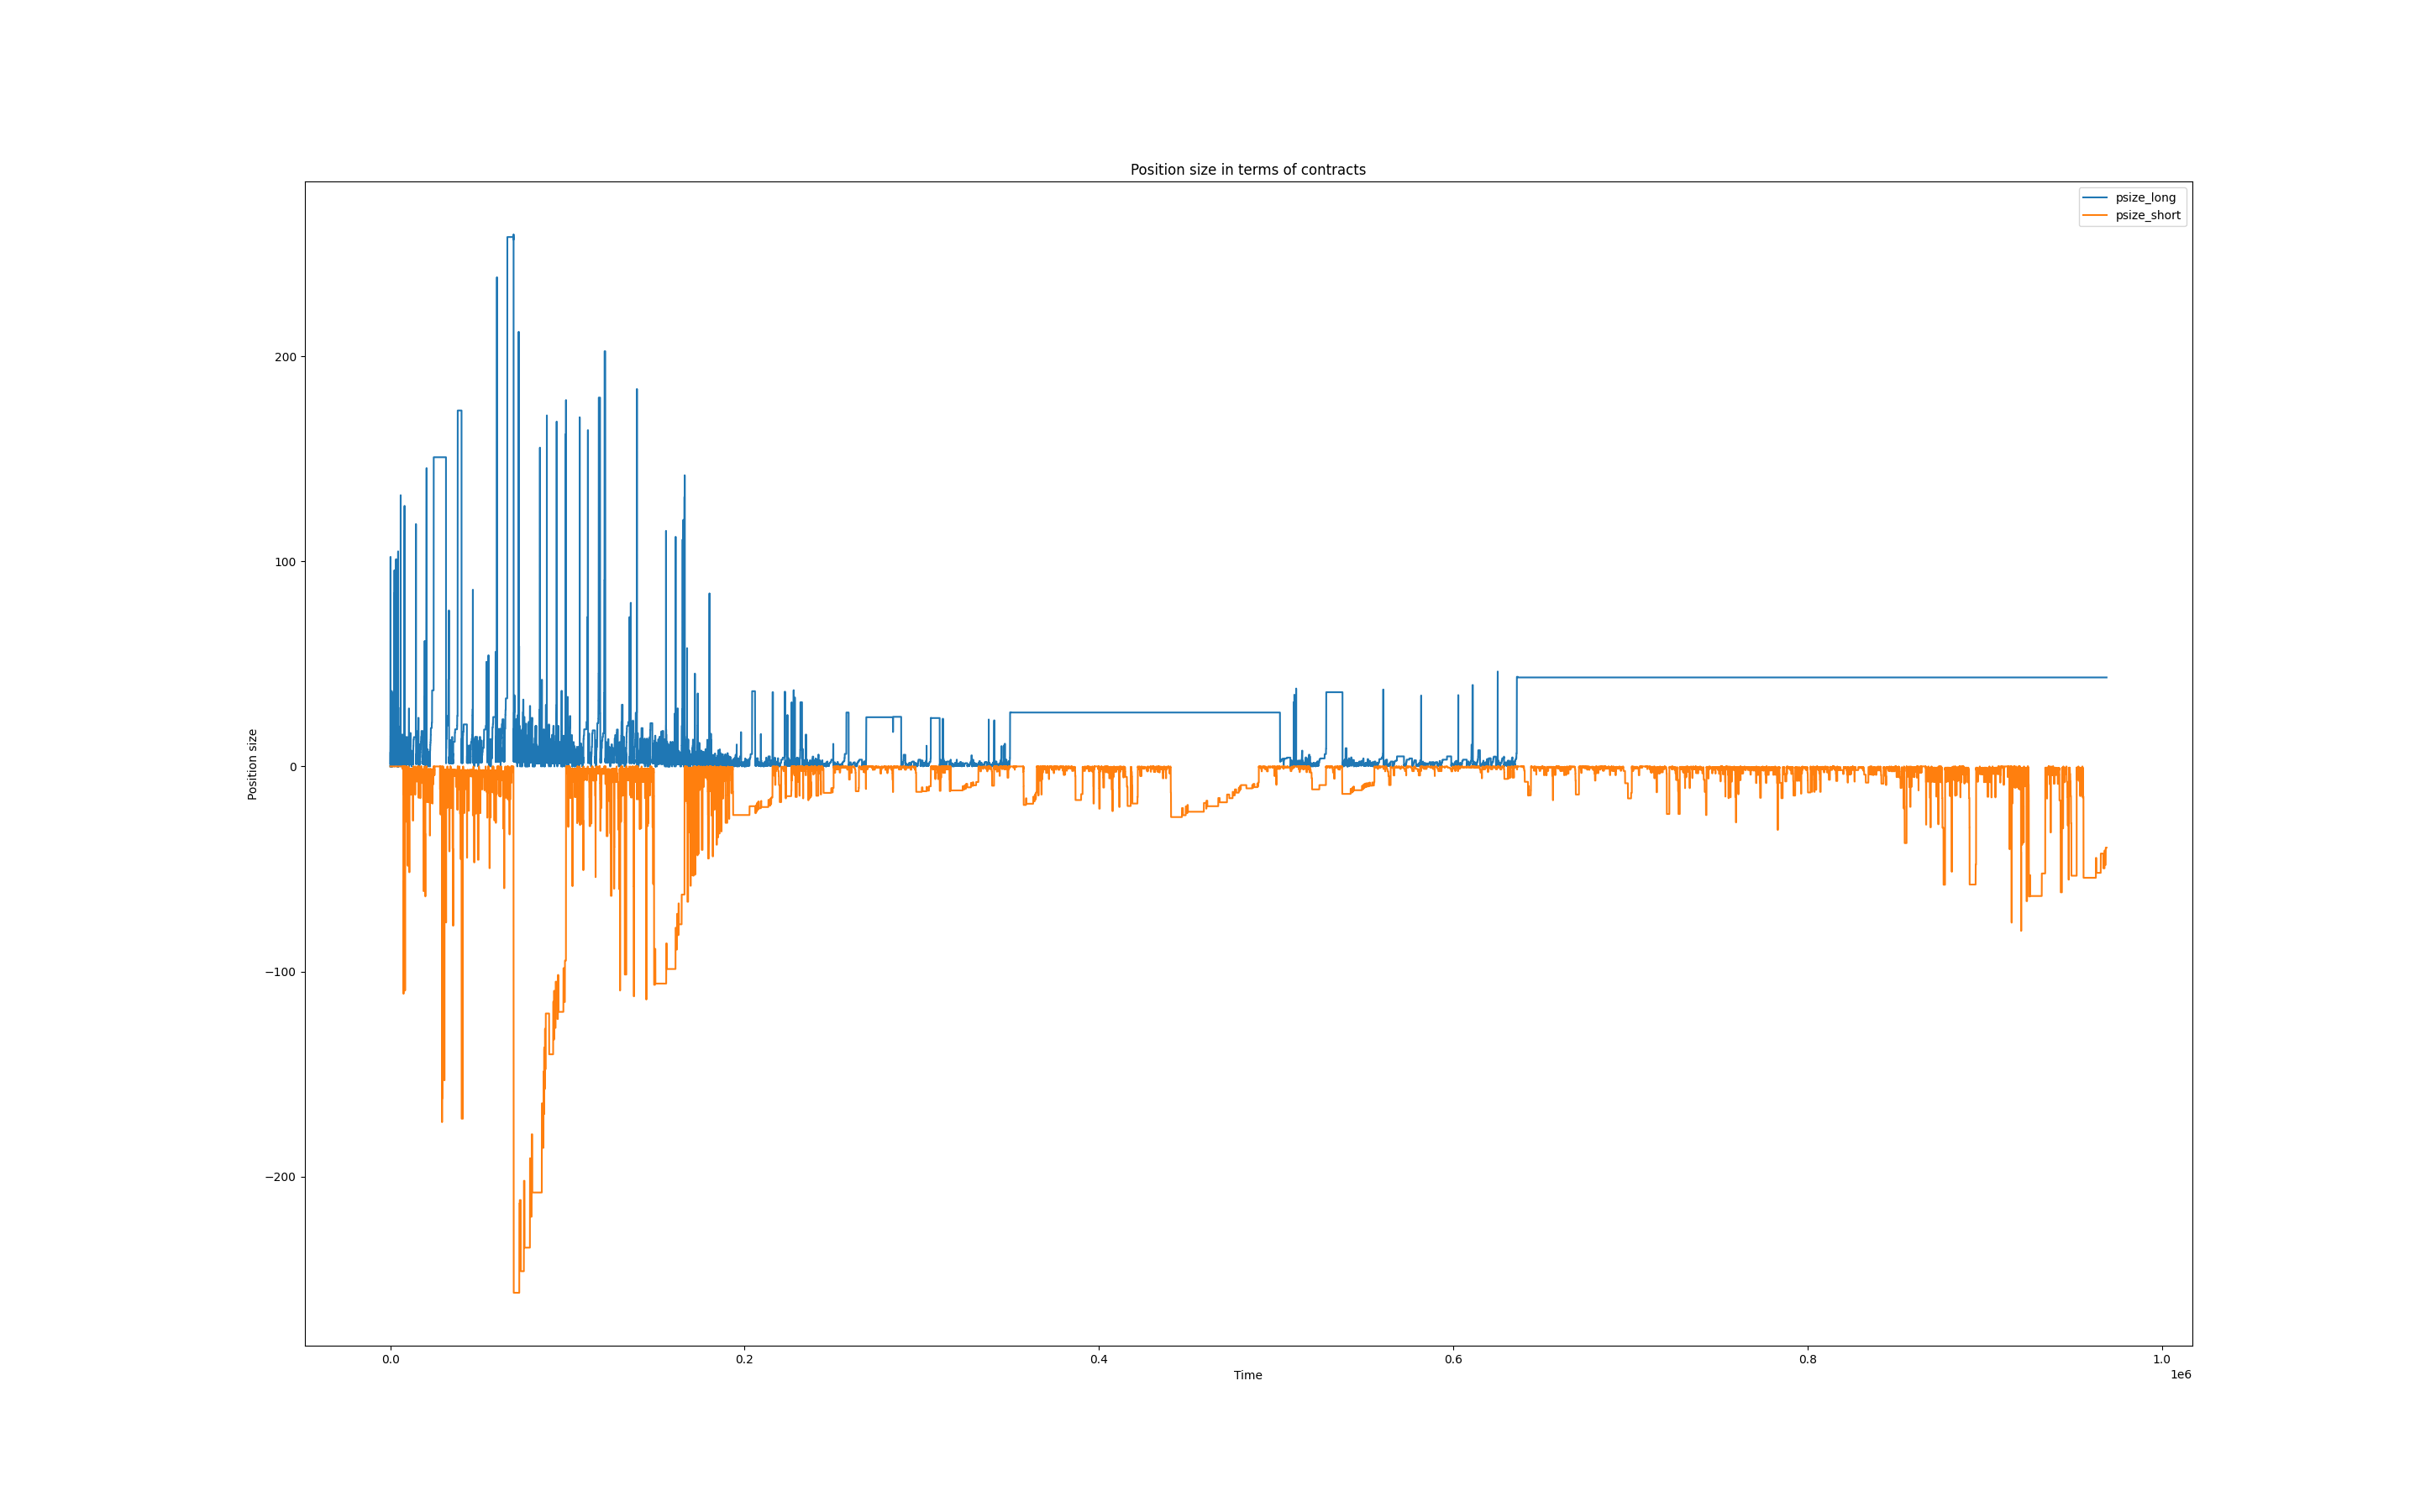 Position size in terms of contracts
psize_long
psize_short
Position size
200
100
0
−100
−200
0.0
0.2
0.4
0.6
0.8
1.0
Time
1e6